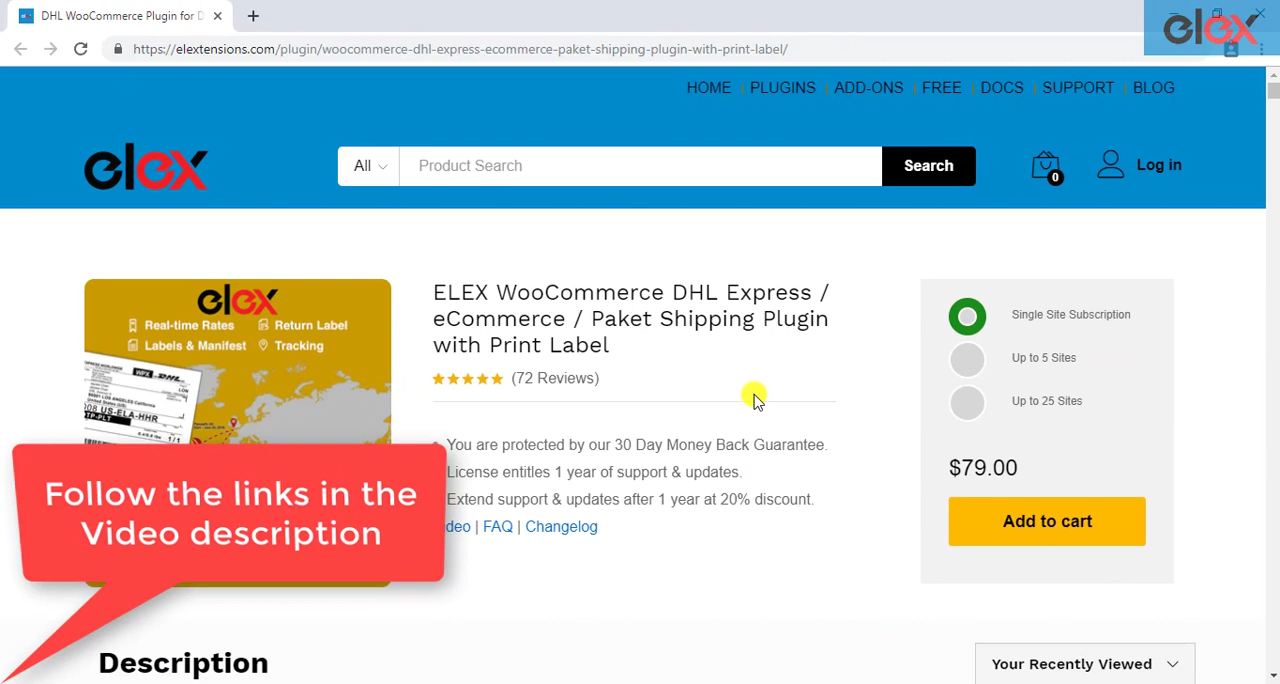 DHL WooCommerce Plugin for D
elex
https://elextensions.com/plugin/woocommerce-dhl-express-ecommerce-paket-shipping-plugin-with-print-label/
HOME PLUGINS ADD-ONS FREE DOCS SUPPORT BLOG
elex
All
Product Search
Search
0
Log in
elex
Real-time Rates
Return Label
Labels & Manifest
Tracking
ELEX WooCommerce DHL Express /
eCommerce / Paket Shipping Plugin
with Print Label
(72 Reviews)
You are protected by our 30 Day Money Back Guarantee.
License entitles 1 year of support & updates.
Extend support & updates after 1 year at 20% discount.
deo | FAQ | Changelog
Single Site Subscription
Up to 5 Sites
Up to 25 Sites
$79.00
Add to cart
Follow the links in the
Video description
Description
Your Recently Viewed